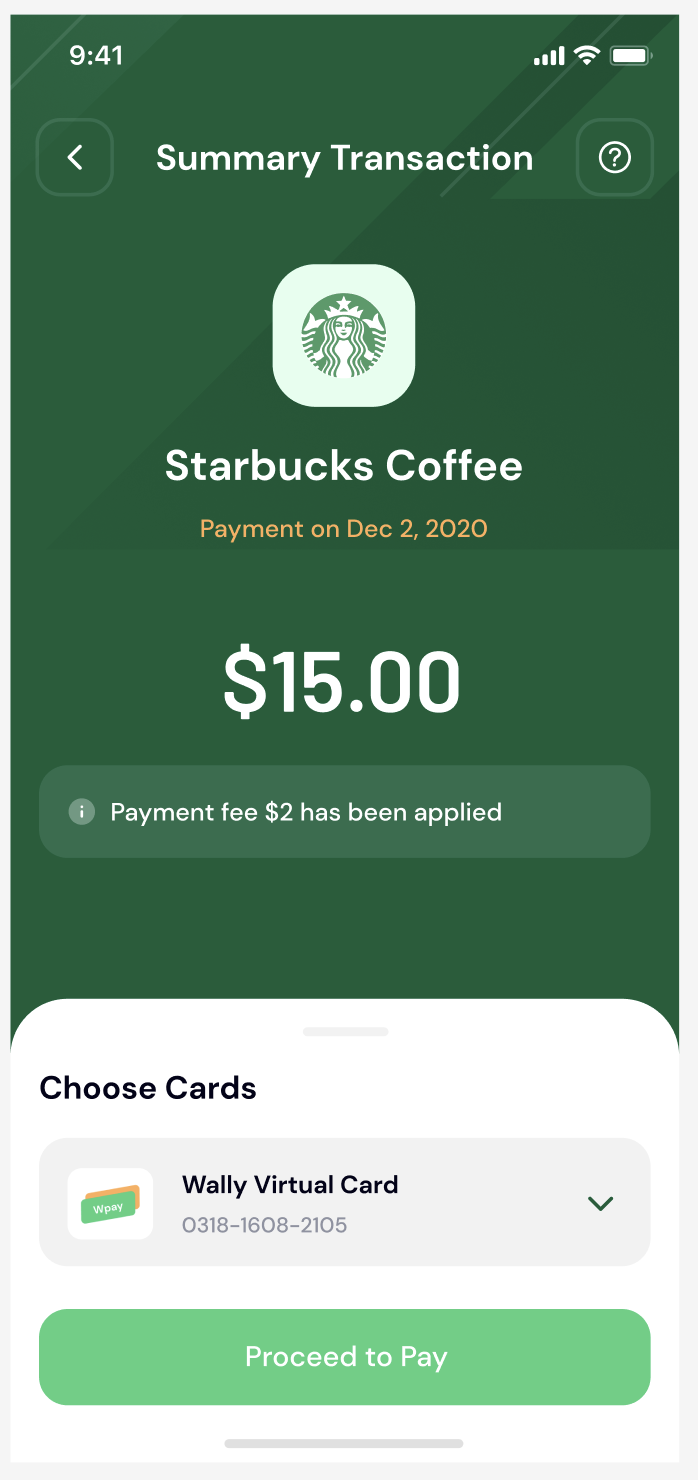 9:41
Summary Transaction
Starbucks Coffee
Payment on Dec 2, 2020
$15.00
Payment fee $2 has been applied
Choose Cards
Wpay
Wally Virtual Card
0318-1608-2105
Proceed to Pay